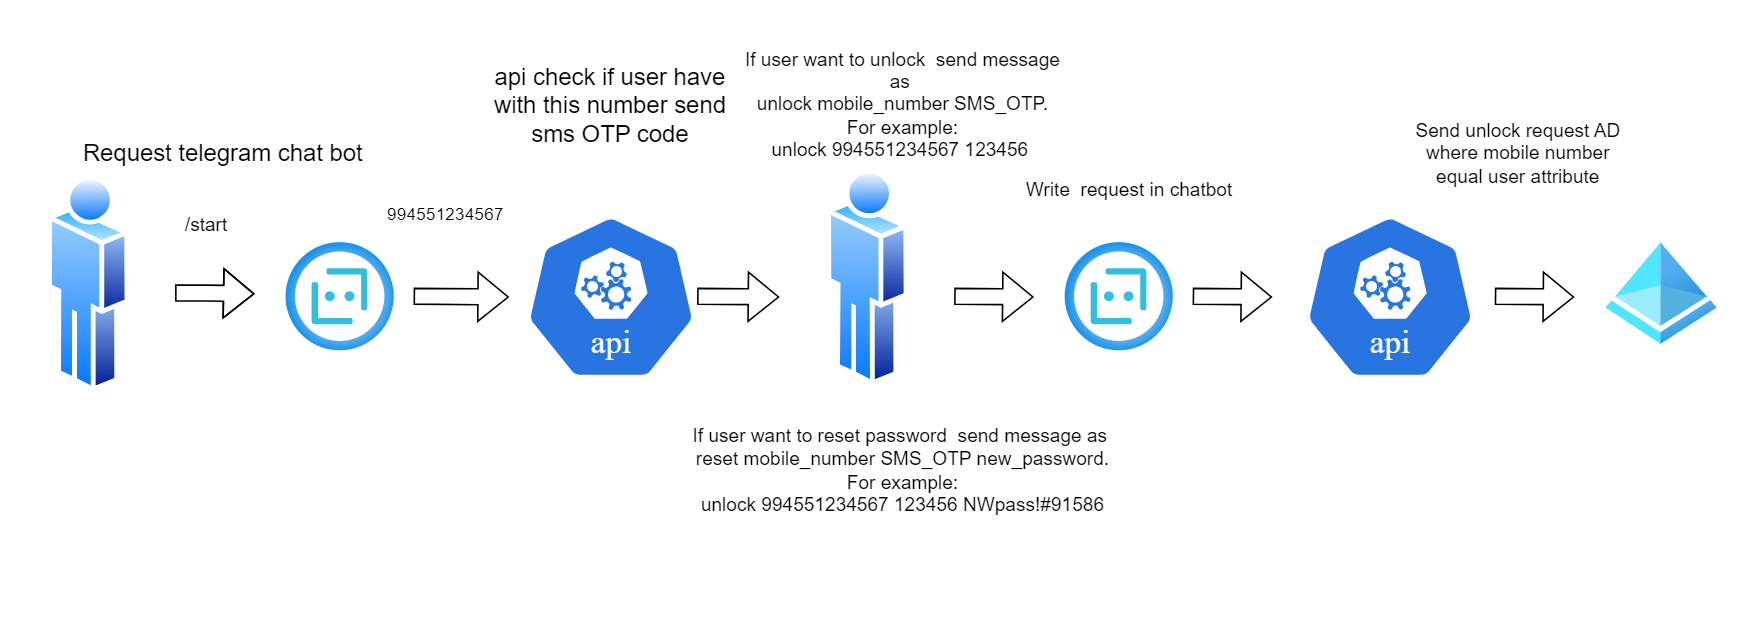 Request telegram chat bot
/start
994551234567
api check if user have
with this number send
sms OTP code
api
If user want to unlock  send message
as
unlock mobile_number SMS_OTP.
For example:
unlock 994551234567 123456
If user want to reset password  send message as
reset mobile_number SMS_OTP new_password.
For example:
unlock 994551234567 123456 NWpass!#91586
Write  request in chatbot
api
Send unlock request AD
where mobile number
equal user attribute